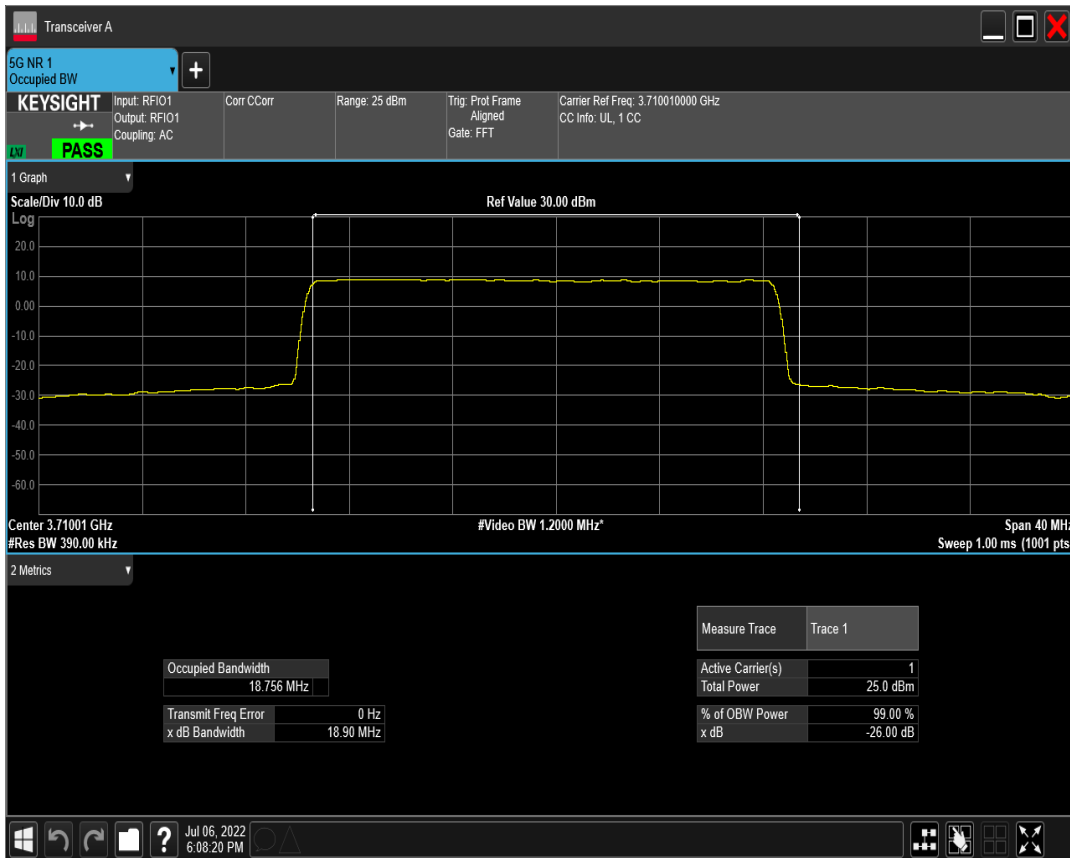 Transceiver A
5G NR 1
Occupied BW
KEYSIGHT
LXI
PASS
Input: RFIO1
Output: RFIO1
Coupling: AC
Corr CCorr
Range: 25 dBm
Trig: Prot Frame
Aligned
Gate: FFT
Carrier Ref Freq: 3.710010000 GHz
CC Info: UL, 1 CC
1 Graph
Scale/Div 10.0 dB
Ref Value 30.00 dBm
Log
20.0
10.0
0.00
-10.0
-20.0
-30.0
-40.0
-50.0
-60.0
Center 3.71001 GHz
#Video BW 1.2000 MHz*
Span 40 MHz
#Res BW 390.00 kHz
Sweep 1.00 ms (1001 pts
2 Metrics
Measure Trace Trace 1
Occupied Bandwidth
18.756 MHz
Active Carrier(s) 1
Total Power 25.0 dBm
Transmit Freq Error 0 Hz
x dB Bandwidth 18.90 MHz
% of OBW Power 99.00 %
x dB -26.00 dB
Jul 06, 2022
6:08:20 PM